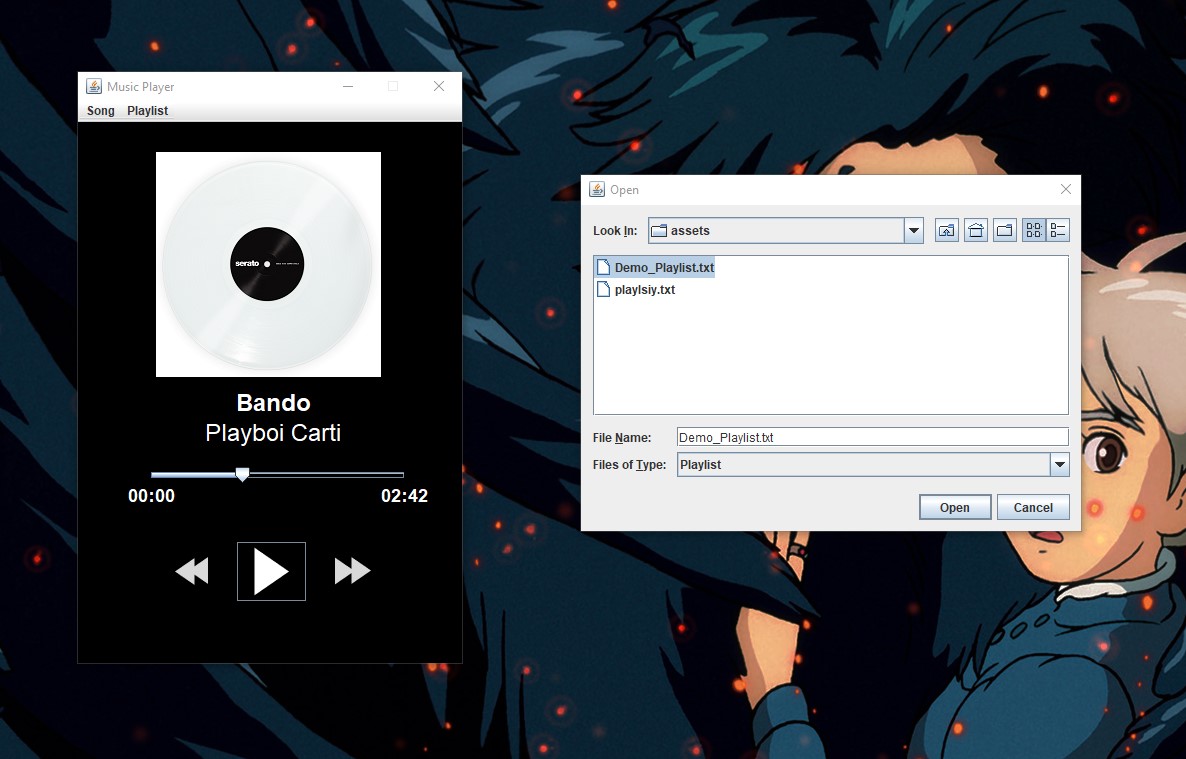 Music Player
Song Playlist
serato
Bando
Playboi Carti
00:00 02:42
Open
Look In: assets
Demo_Playlist.txt
playlsiy.txt
File Name: Demo_Playlist.txt
Files of Type: Playlist
Open Cancel